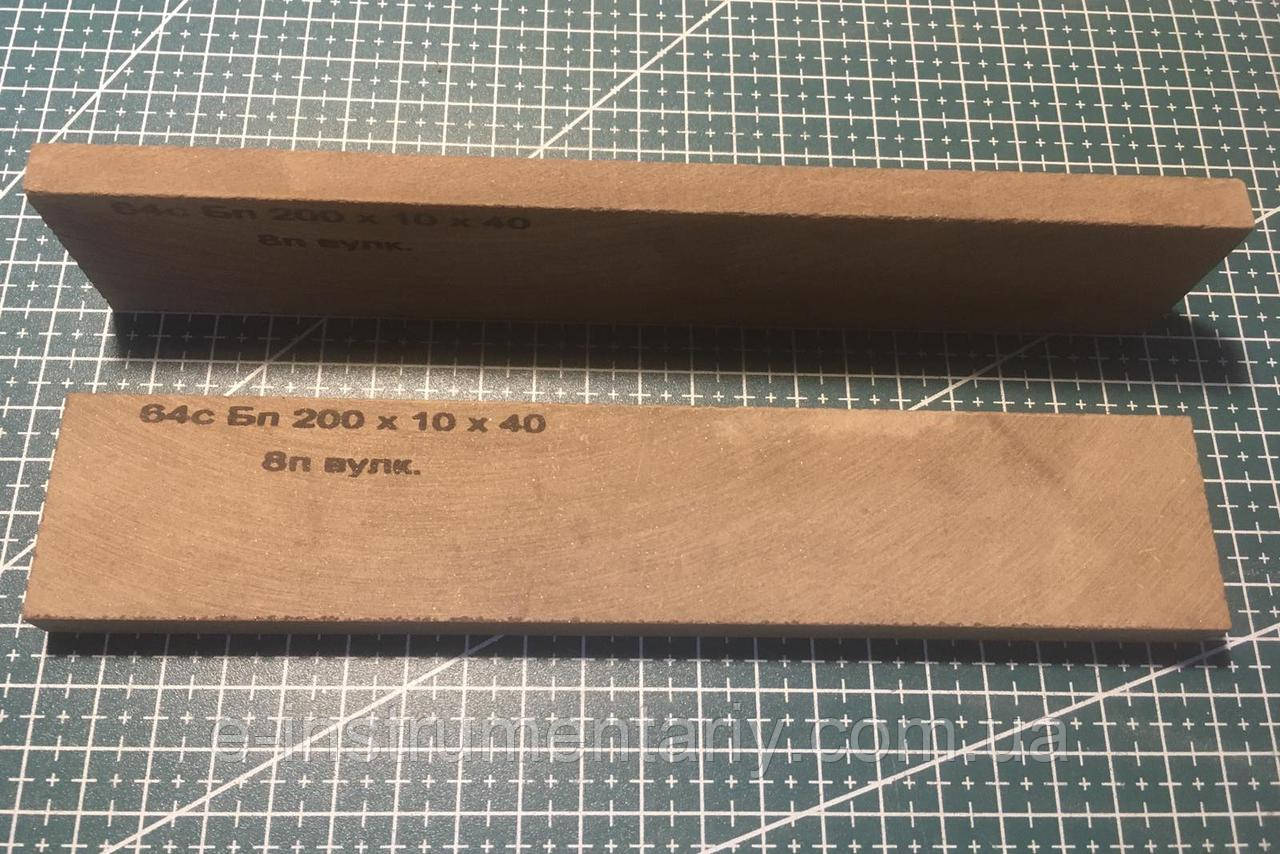 64с Бп 200 х 10 х 40
8п вулк.
64с Бп 200 х 10 х 40
8п вулк.
e-instrumentariy.com.ua